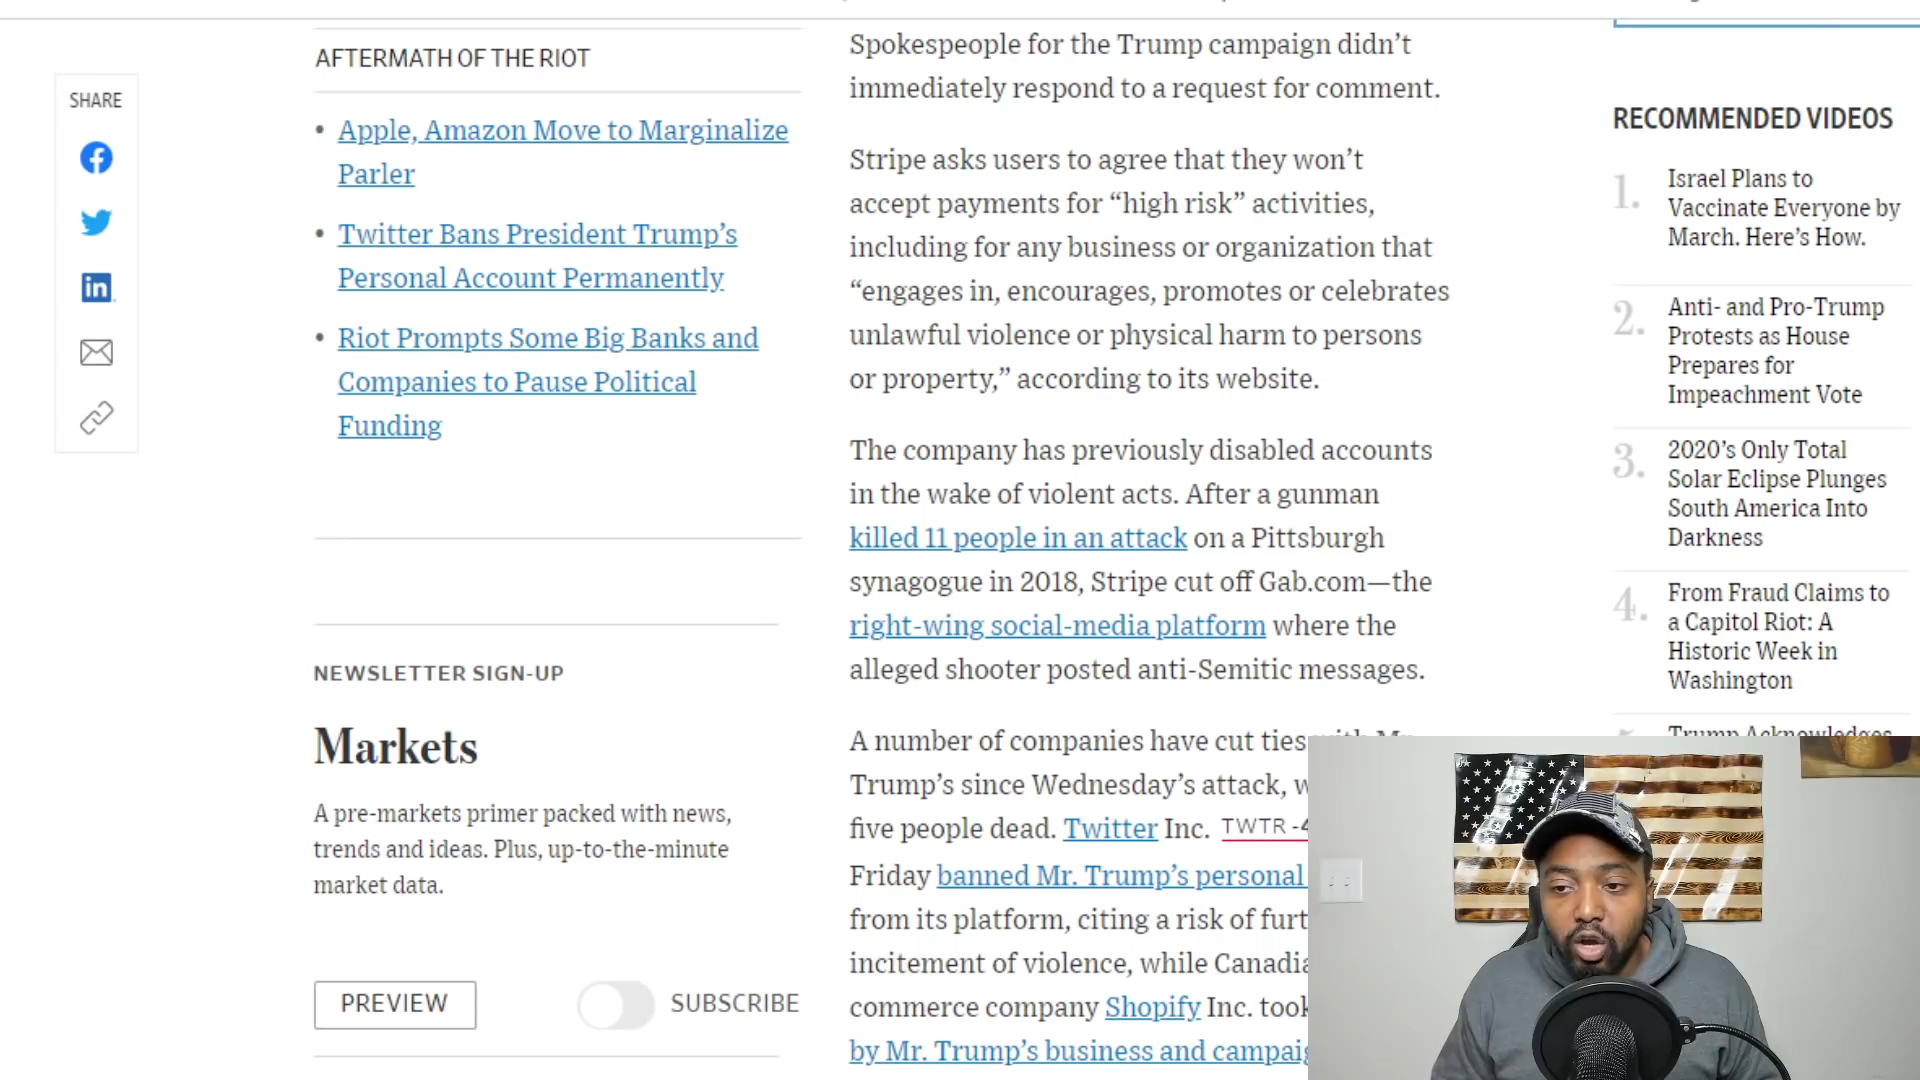 SHARE
AFTERMATH OF THE RIOT
Apple, Amazon Move to Marginalize
Parler
Twitter Bans President Trump’s
Personal Account Permanently
Riot Prompts Some Big Banks and
Companies to Pause Political
Funding
NEWSLETTER SIGN-UP
Markets
A pre-markets primer packed with news,
trends and ideas. Plus, up-to-the-minute
market data.
PREVIEW
SUBSCRIBE
Spokespeople for the Trump campaign didn’t
immediately respond to a request for comment.
Stripe asks users to agree that they won’t
accept payments for “high risk” activities,
including for any business or organization that
“engages in, encourages, promotes or celebrates
unlawful violence or physical harm to persons
or property,” according to its website.
The company has previously disabled accounts
in the wake of violent acts. After a gunman
killed 11 people in an attack on a Pittsburgh
synagogue in 2018, Stripe cut off Gab.com—the
right-wing social-media platform where the
alleged shooter posted anti-Semitic messages.
A number of companies have cut ties with Mr.
Trump’s since Wednesday’s attack,
five people dead. Twitter Inc. TWTR
Friday banned Mr. Trump’s personal
from its platform, citing a risk of
incitement of violence, while
commerce company Shopify Inc. took
by Mr. Trump’s business and
RECOMMENDED VIDEOS
1. Israel Plans to
Vaccinate Everyone by
March. Here’s How.
2. Anti- and Pro-Trump
Protests as House
Prepares for
Impeachment Vote
3. 2020’s Only Total
Solar Eclipse Plunges
South America Into
Darkness
4. From Fraud Claims to
a Capitol Riot: A
Historic Week in
Washington
Trump Acknowledges